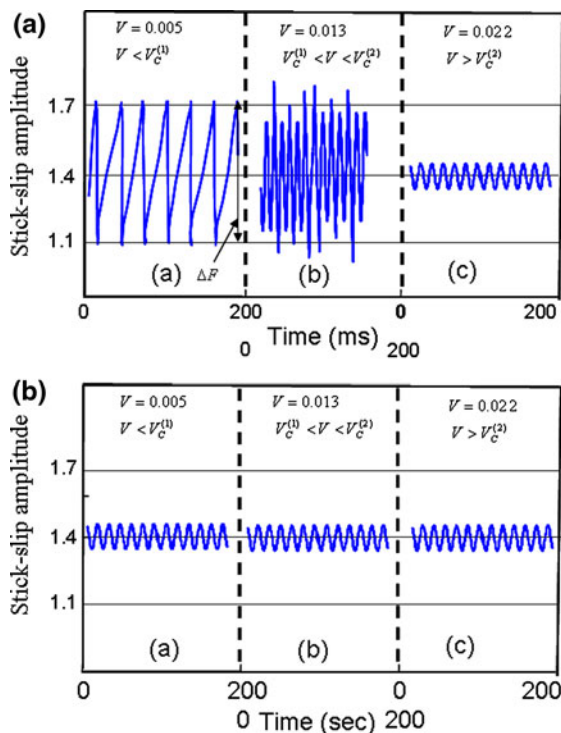 (a)
V = 0.005
V = 0.013
V = 0.022
V < V_C^(1)
V_C^(1) < V < V_C^(2)
V > V_C^(2)
Stick-slip amplitude
1.7
1.4
1.1
(a)
ΔF
(b)
(c)
0
200
0
200
Time (ms)
0
200
(b)
V = 0.005
V = 0.013
V = 0.022
V < V_C^(1)
V_C^(1) < V < V_C^(2)
V > V_C^(2)
Stick-slip amplitude
1.7
1.4
1.1
(a)
(b)
(c)
0
200
0
200
0
Time (sec)
200